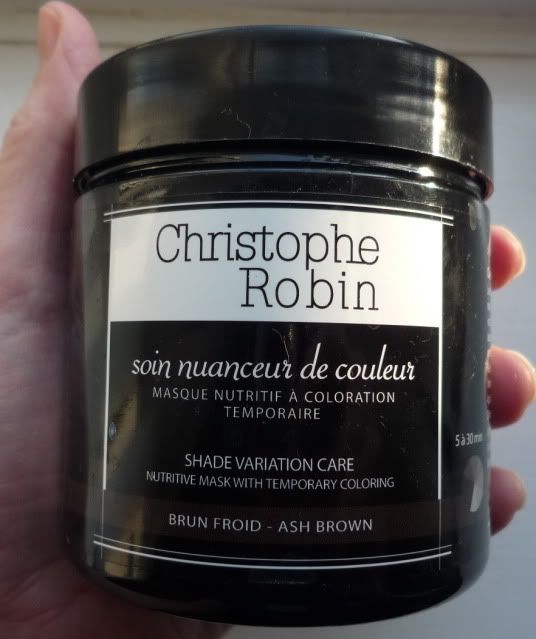 Christophe
Robin
soin nuanceur de couleur
MASQUE NUTRITIF À COLORATION
TEMPORAIRE
SHADE VARIATION CARE
NUTRITIVE MASK WITH TEMPORARY COLORING
BRUN FROID - ASH BROWN
5 à 30 min